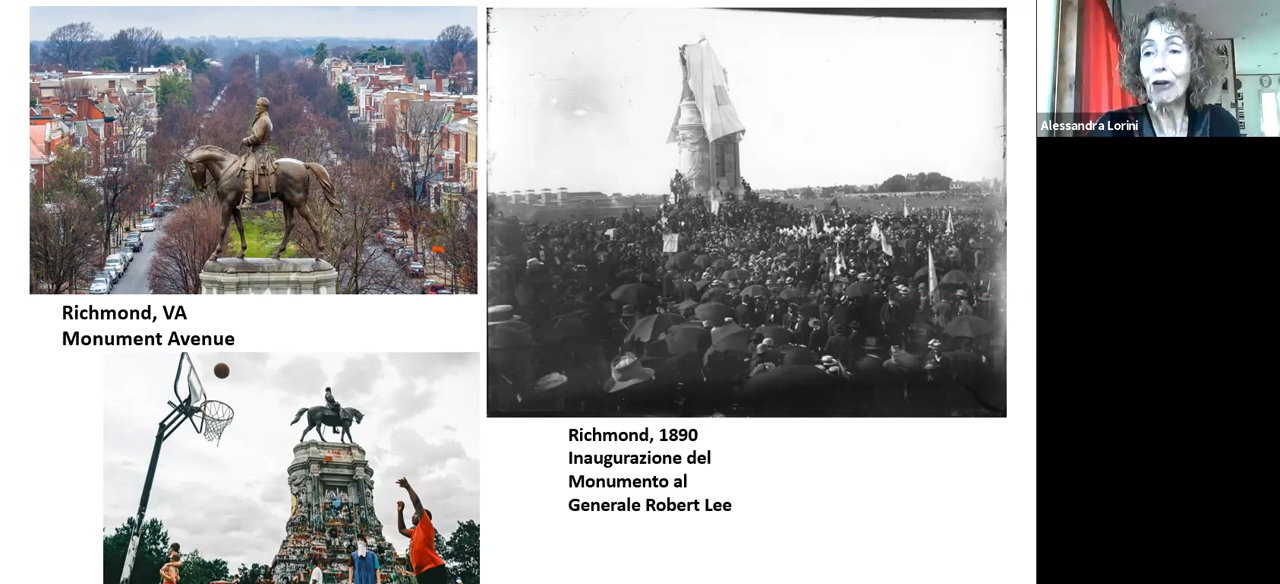 Richmond, VA
Monument Avenue
Richmond, 1890
Inaugurazione del
Monumento al
Generale Robert Lee
Alessandra Lorini